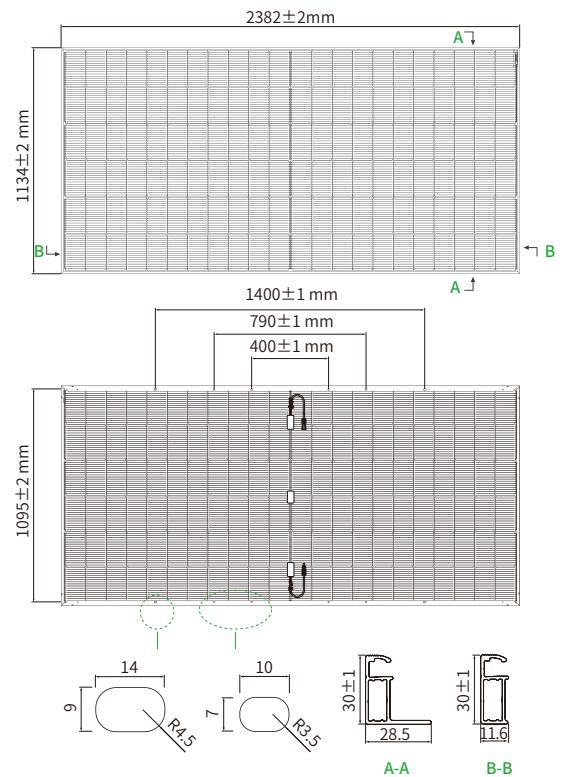 2382±2mm
A
1134±2 mm
B
B
A
1400±1 mm
790±1 mm
400±1 mm
1095±2 mm
14
9
R4.5
10
7
R3.5
30±1
28.5
A-A
30±1
11.6
B-B